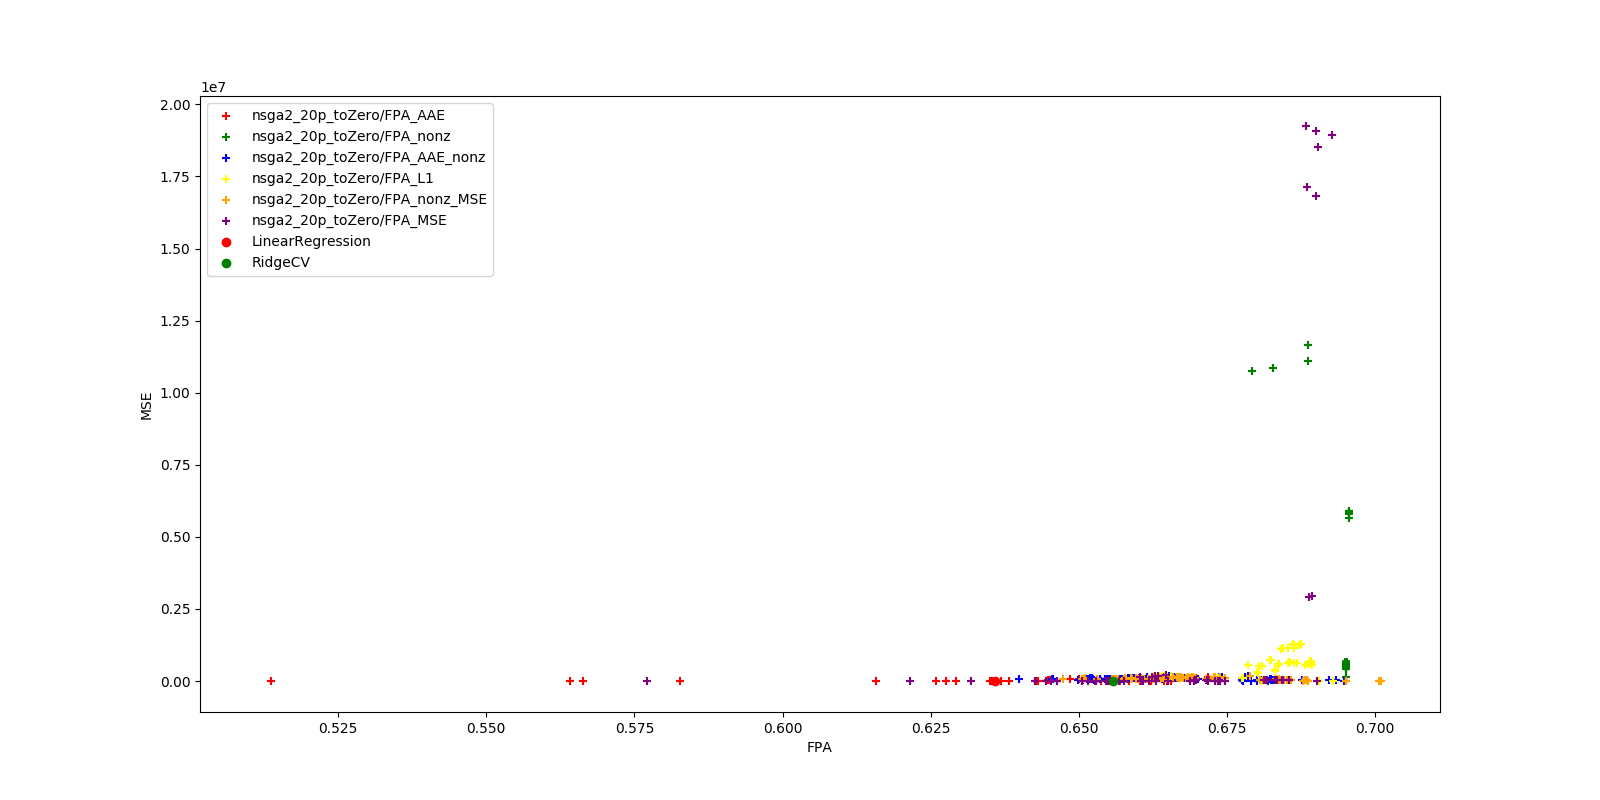 1e7
2.00
1.75
1.50
1.25
1.00
0.75
0.50
0.25
0.00
MSE
nsga2_20p_toZero/FPA_AAE
nsga2_20p_toZero/FPA_nonz
nsga2_20p_toZero/FPA_AAE_nonz
nsga2_20p_toZero/FPA_L1
nsga2_20p_toZero/FPA_nonz_MSE
nsga2_20p_toZero/FPA_MSE
LinearRegression
RidgeCV
0.525 0.550 0.575 0.600 0.625 0.650 0.675 0.700
FPA